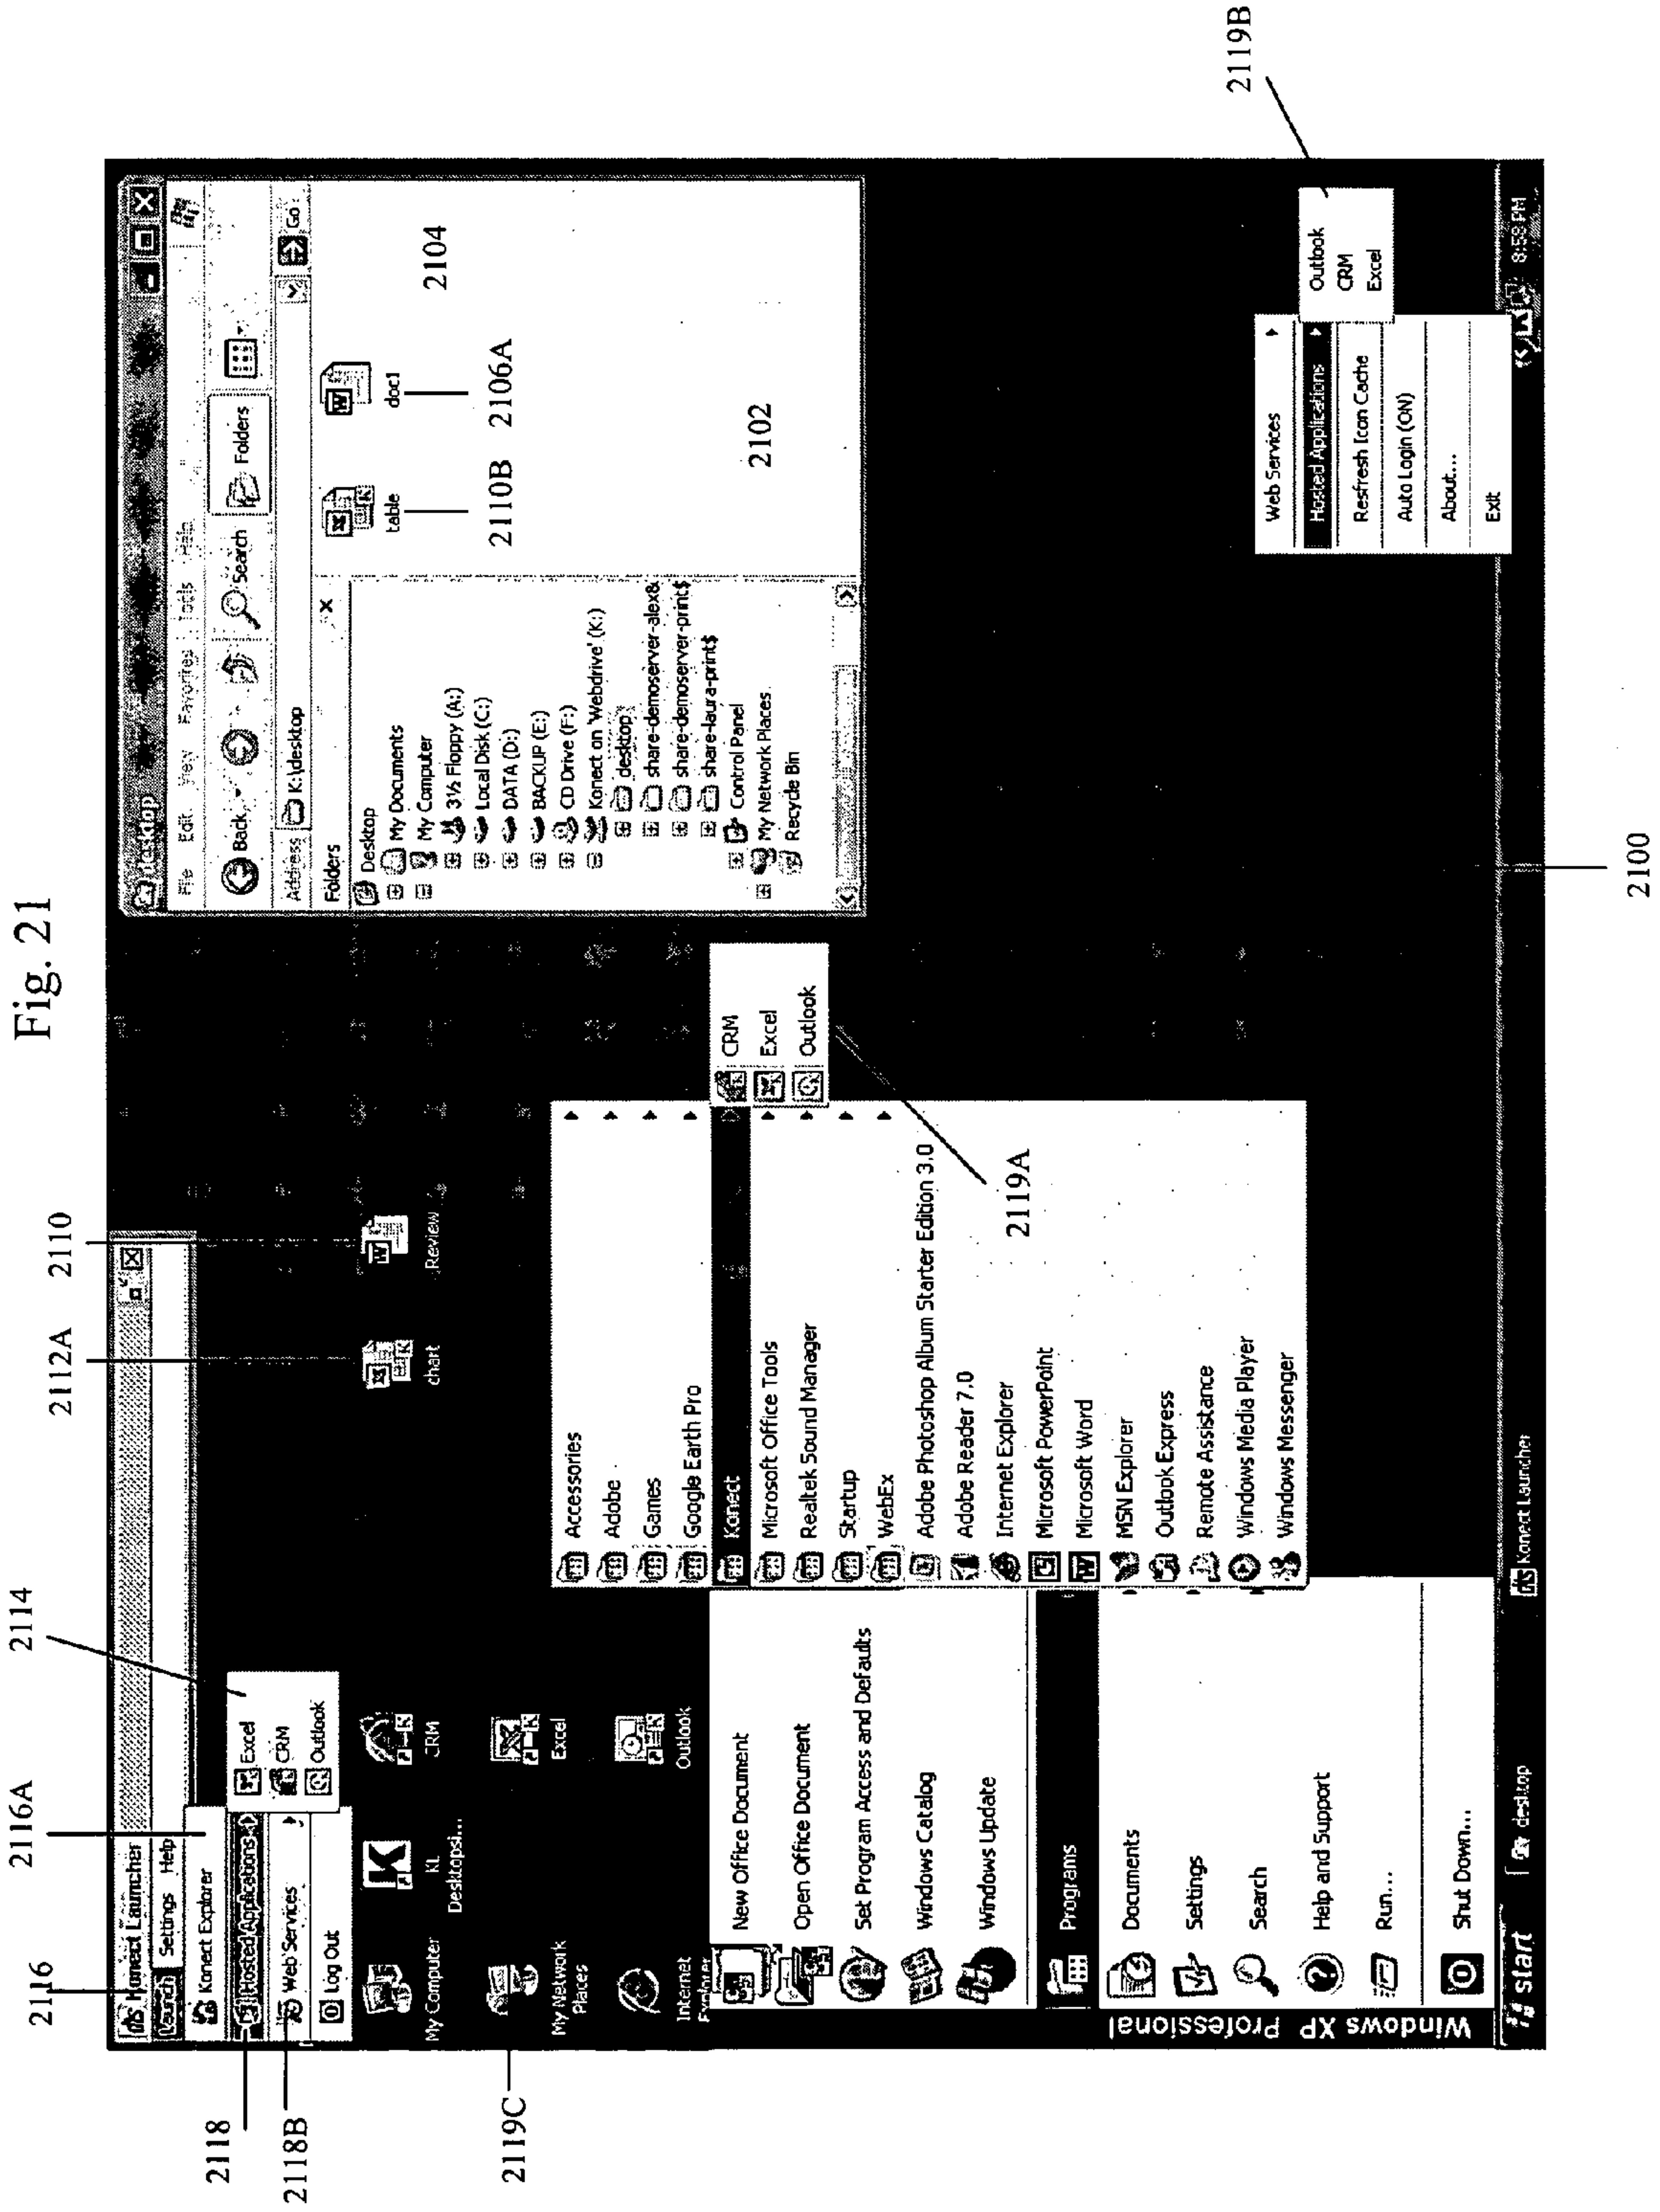 Fig. 21
2116
2116A
2114
2112A
2110
2118
2118B
2119C
Konect Launcher
Launch Settings Help
Konect Explorer
Hosted Applications
Web Services
Log Out
Excel
CRM
Outlook
My Computer
KL Desktopsi...
CRM
My Network Places
Excel
Internet Explorer
Outlook
chart
Review
New Office Document
Open Office Document
Set Program Access and Defaults
Windows Catalog
Windows Update
Programs
Documents
Settings
Search
Help and Support
Run...
Shut Down...
Windows XP Professional
Accessories
Adobe
Games
Google Earth Pro
Konect
Microsoft Office Tools
Realtek Sound Manager
Startup
WebEx
Adobe Photoshop Album Starter Edition 3.0
Adobe Reader 7.0
Internet Explorer
Microsoft PowerPoint
Microsoft Word
MSN Explorer
Outlook Express
Remote Assistance
Windows Media Player
Windows Messenger
CRM
Excel
Outlook
2119A
desktop
File Edit View Favorites Tools Help
Back Search Folders
Address K:\desktop Go
Folders x
Desktop
My Documents
My Computer
3½ Floppy (A:)
Local Disk (C:)
DATA (D:)
BACKUP (E:)
CD Drive (F:)
Konect on 'Webdrive' (K:)
desktop
share-demoserver-alex&
share-demoserver-print$
share-laura-print$
Control Panel
My Network Places
Recycle Bin
table
doc1
2110B
2106A
2104
2102
Web Services
Hosted Applications
Resfresh Icon Cache
Auto Login (ON)
About...
Exit
Outlook
CRM
Excel
2119B
start
desktop
Konect Launcher
8:58 PM
2100